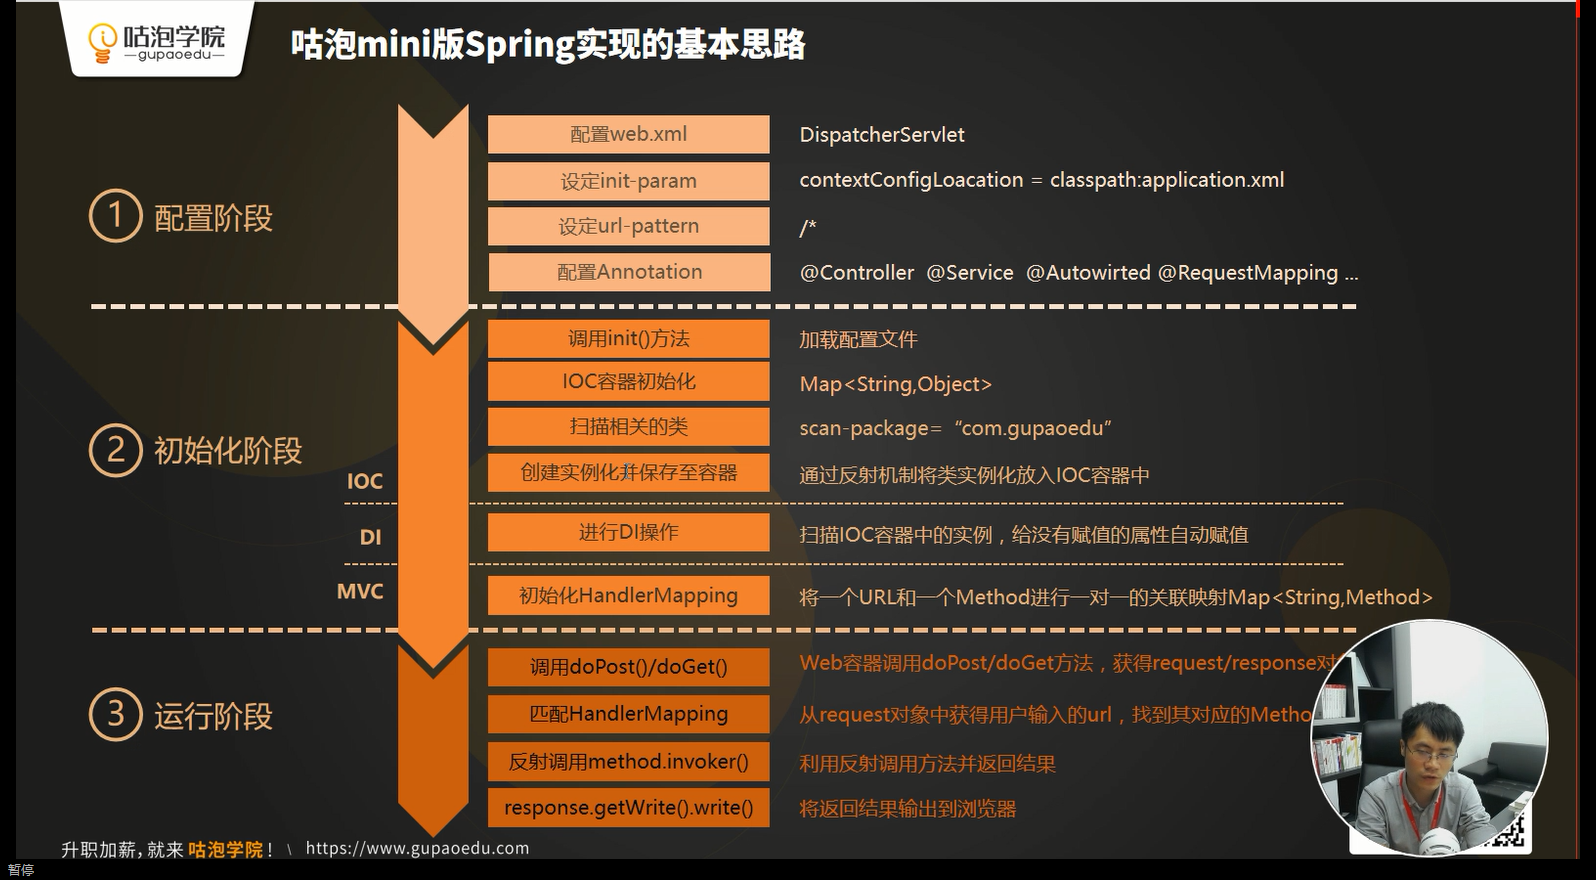 咕泡学院
gupaoedu
咕泡mini版Spring实现的基本思路
① 配置阶段
配置web.xml DispatcherServlet
设定init-param contextConfigLoacation = classpath:application.xml
设定url-pattern /*
配置Annotation @Controller @Service @Autowirted @RequestMapping ...
② 初始化阶段
调用init()方法 加载配置文件
IOC容器初始化 Map<String,Object>
扫描相关的类 scan-package= “com.gupaoedu”
IOC 创建实例化并保存至容器 通过反射机制将类实例化放入IOC容器中
DI 进行DI操作 扫描IOC容器中的实例，给没有赋值的属性自动赋值
MVC 初始化HandlerMapping 将一个URL和一个Method进行一对一的关联映射Map<String,Method>
③ 运行阶段
调用doPost()/doGet() Web容器调用doPost/doGet方法，获得request/response对
匹配HandlerMapping 从request对象中获得用户输入的url，找到其对应的Metho
反射调用method.invoker() 利用反射调用方法并返回结果
response.getWrite().write() 将返回结果输出到浏览器
升职加薪，就来 咕泡学院！ \ https://www.gupaoedu.com
暂停